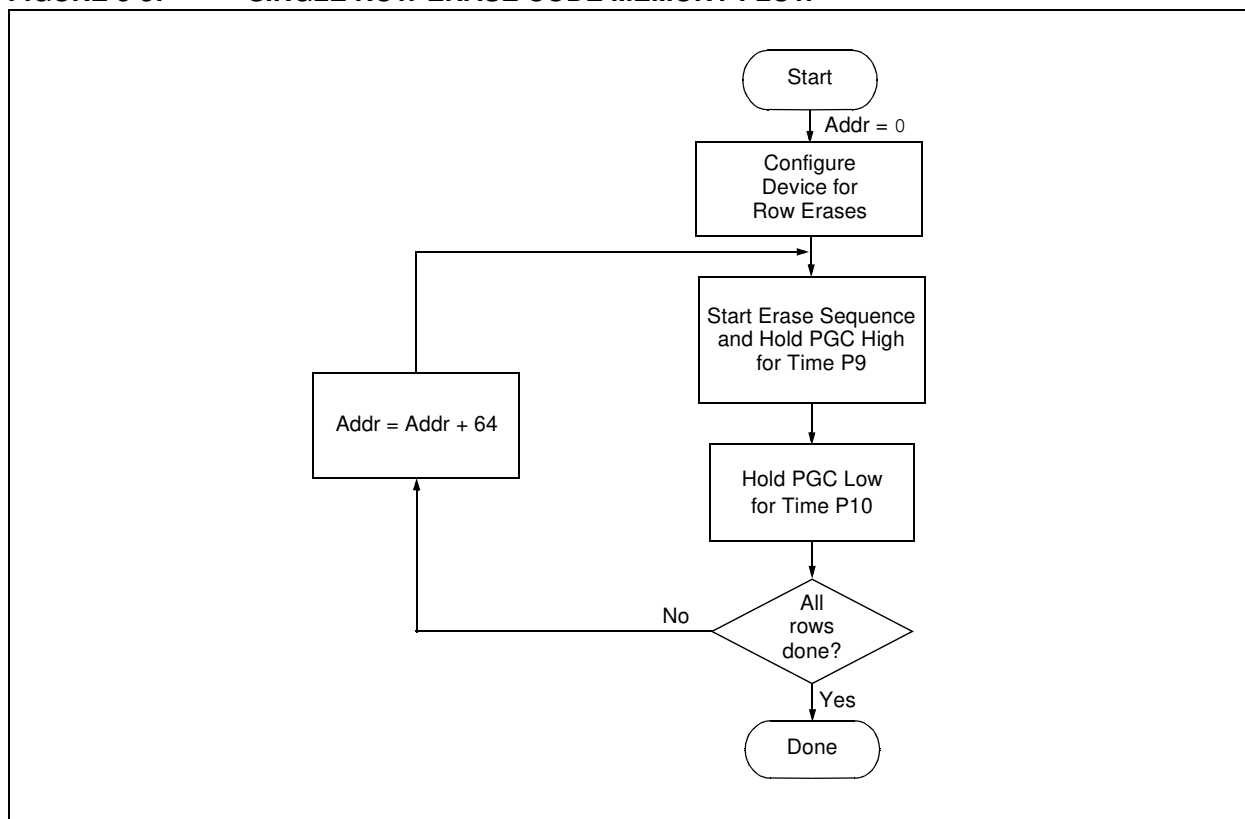 Start
Addr = 0
Configure
Device for
Row Erases
Start Erase Sequence
and Hold PGC High
for Time P9
Addr = Addr + 64
Hold PGC Low
for Time P10
All
rows
done?
No
Yes
Done